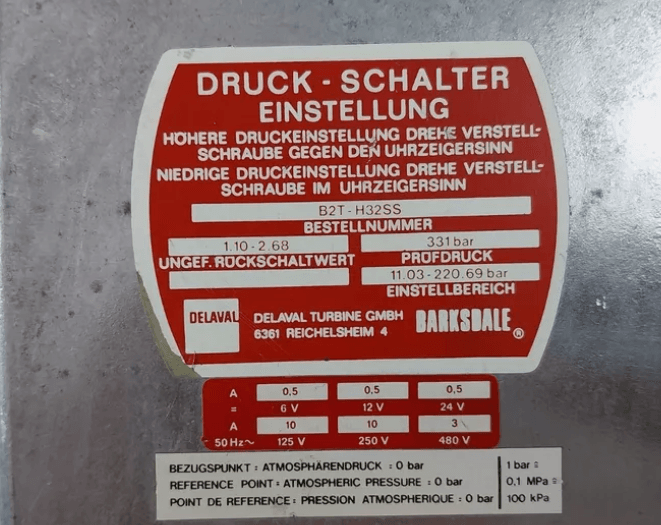 DRUCK - SCHALTER
EINSTELLUNG
HÖHERE DRUCKEINSTELLUNG DREHE VERSTELL-
SCHRAUBE GEGEN DEN UHRZEIGERSINN
NIEDRIGE DRUCKEINSTELLUNG DREHE VERSTELL-
SCHRAUBE IM UHRZEIGERSINN
B2T - H32SS
BESTELLNUMMER
1.10 - 2.68 331 bar
UNGEF. RÜCKSCHALTWERT PRÜFDRUCK
11.03 - 220.69 bar
EINSTELLBEREICH
DELAVAL DELAVAL TURBINE GMBH BARKSDALE ®
6361 REICHELSHEIM 4
A 0,5 0,5 0,5
= 6 V 12 V 24 V
A 10 10 3
50 Hz~ 125 V 250 V 480 V
BEZUGSPUNKT : ATMOSPHÄRENDRUCK : 0 bar 1 bar =
REFERENCE POINT : ATMOSPHERIC PRESSURE : 0 bar 0,1 MPa =
POINT DE REFERENCE : PRESSION ATMOSPHERIQUE : 0 bar 100 kPa